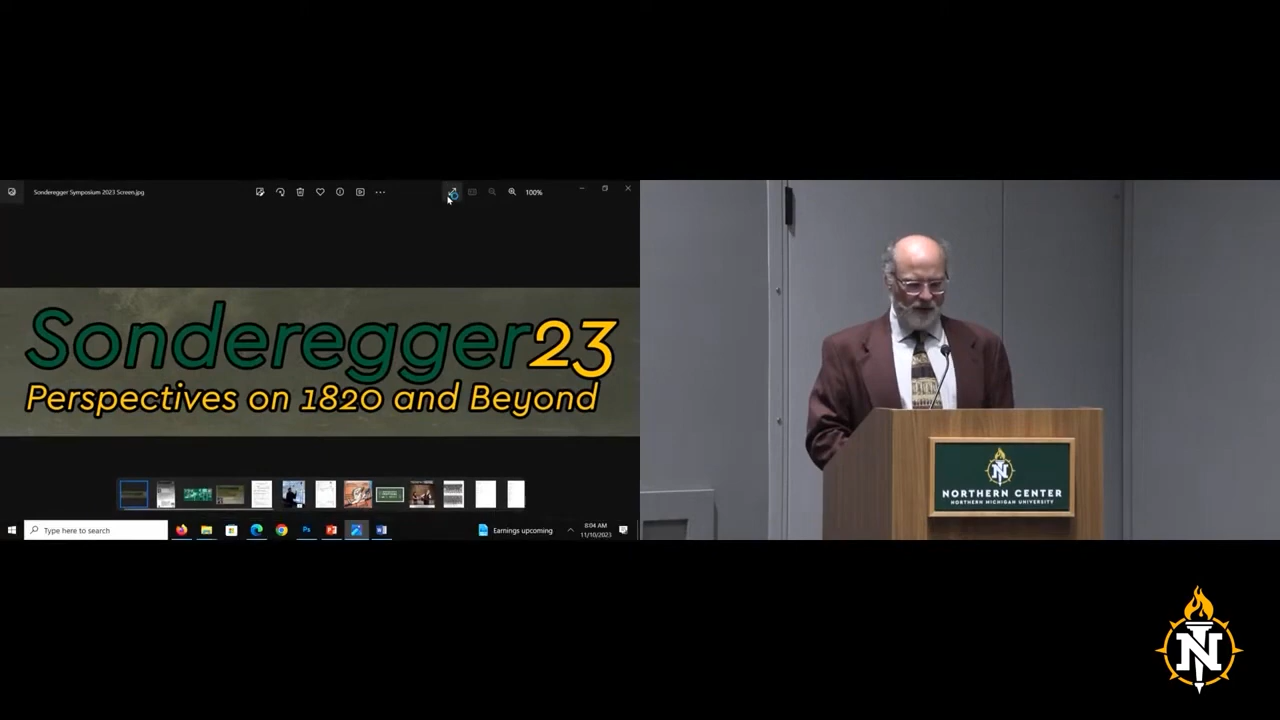 Sonderegger Symposium 2023 Screen.jpg
100%
Sonderegger23
Perspectives on 1820 and Beyond
Type here to search
Ps
Earnings upcoming
8:04 AM
11/10/2023
N
NORTHERN CENTER
NORTHERN MICHIGAN UNIVERSITY
N